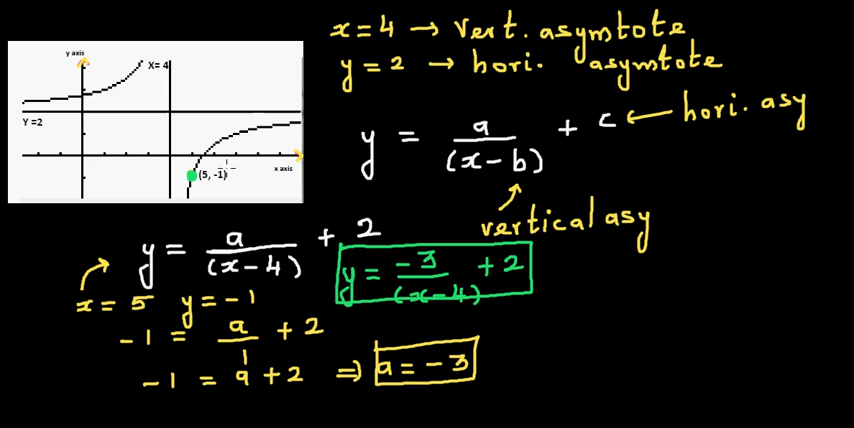 x = 4 → vert. asymtote
y = 2 → hori. asymtote
y axis
X= 4
Y =2
(5, -1)
x axis
y = a/(x-b) + c ← hori. asy
vertical asy
y = a/(x-4) + 2
y = -3/(x-4) + 2
x = 5 y = -1
-1 = a/1 + 2
-1 = a + 2 ⇒ a = -3